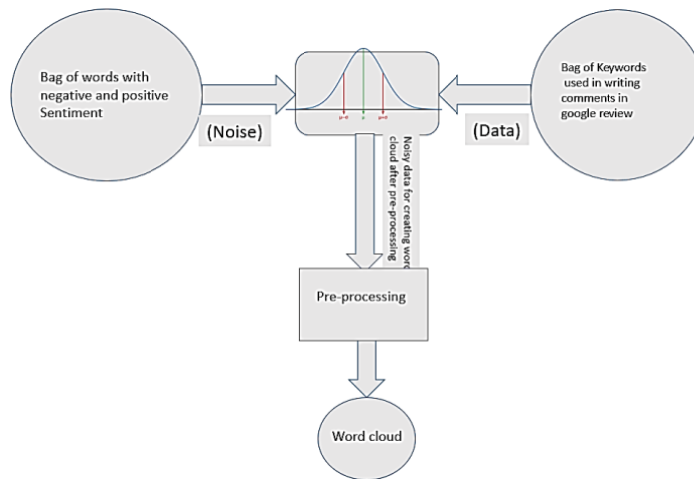 Bag of words with
negative and positive
Sentiment
(Noise)
Bag of Keywords
used in writing
comments in
google review
(Data)
Noisy data for creating word
cloud after pre-processing
Pre-processing
Word cloud